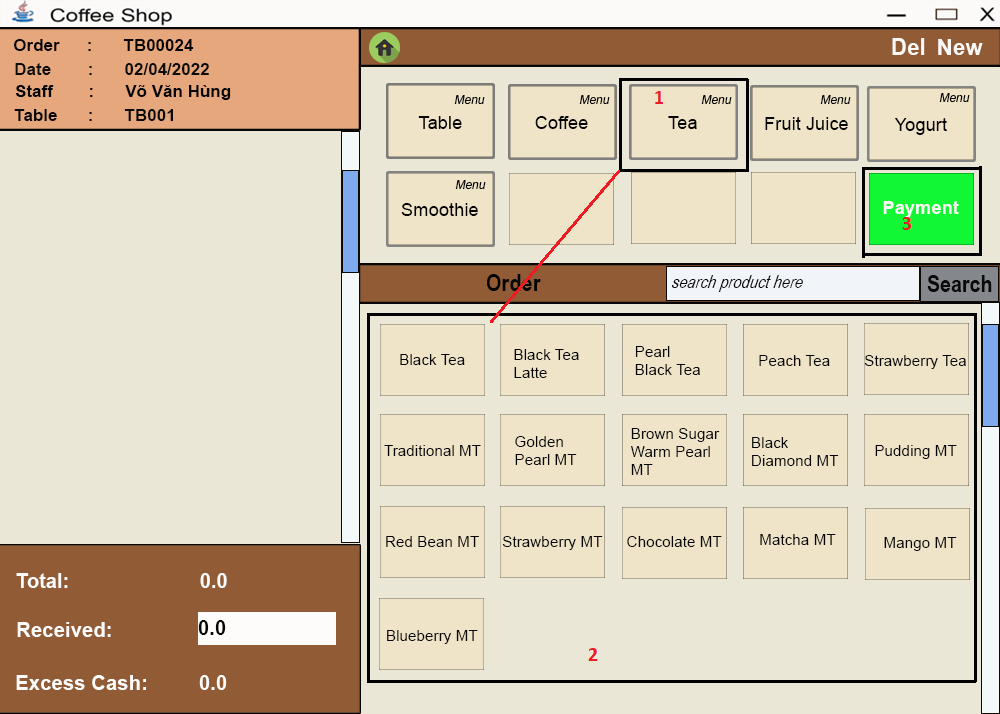 Coffee Shop
Order : TB00024
Date : 02/04/2022
Staff : Võ Văn Hùng
Table : TB001
Del New
Menu
Table
Menu
Coffee
1
Menu
Tea
Menu
Fruit Juice
Menu
Yogurt
Menu
Smoothie
Payment
3
Order
search product here
Search
Black Tea
Black Tea
Latte
Pearl
Black Tea
Peach Tea
Strawberry Tea
Traditional MT
Golden
Pearl MT
Brown Sugar
Warm Pearl
MT
Black
Diamond MT
Pudding MT
Red Bean MT
Strawberry MT
Chocolate MT
Matcha MT
Mango MT
Blueberry MT
2
Total: 0.0
Received: 0.0
Excess Cash: 0.0